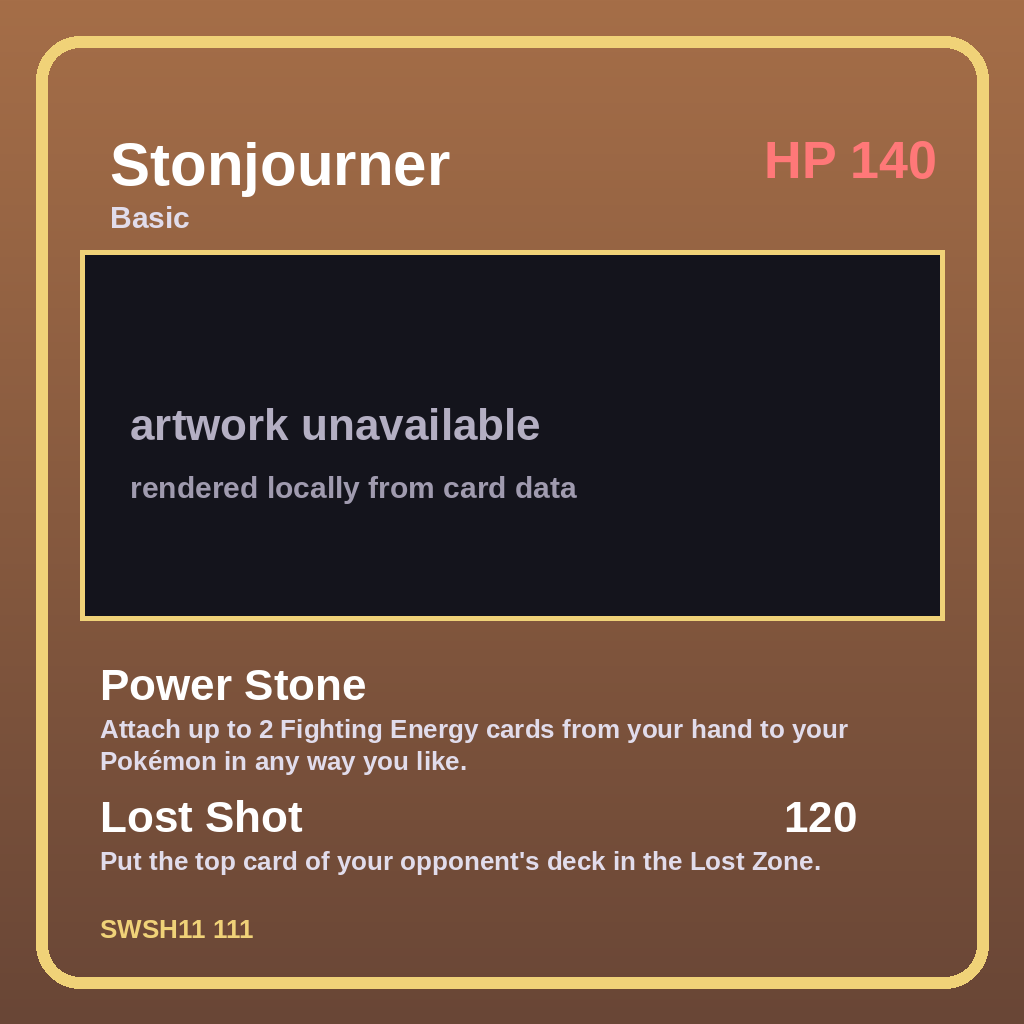 Stonjourner
HP 140
Basic
artwork unavailable
rendered locally from card data
Power Stone
Attach up to 2 Fighting Energy cards from your hand to your
Pokémon in any way you like.
Lost Shot
120
Put the top card of your opponent's deck in the Lost Zone.
SWSH11 111